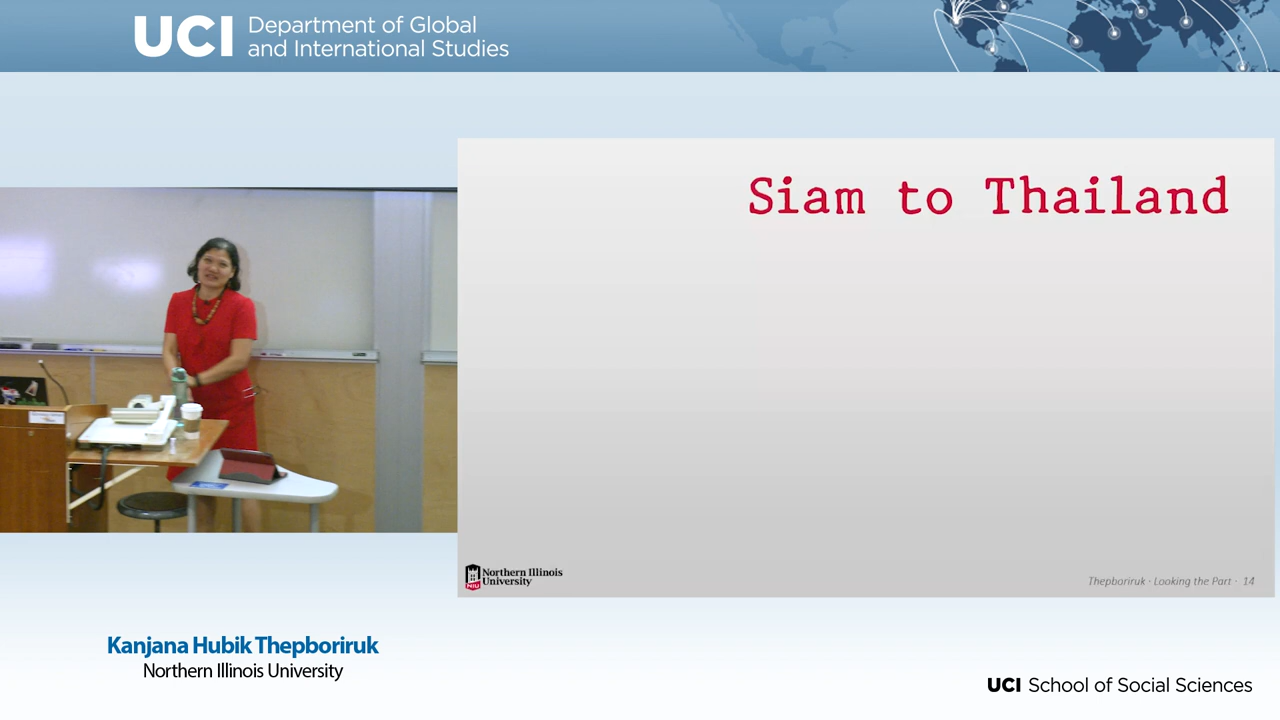 UCI Department of Global
and International Studies
Siam to Thailand
NIU
Northern Illinois
University
Thepboriruk - Looking the Part - 14
Kanjana Hubik Thepboriruk
Northern Illinois University
UCI School of Social Sciences